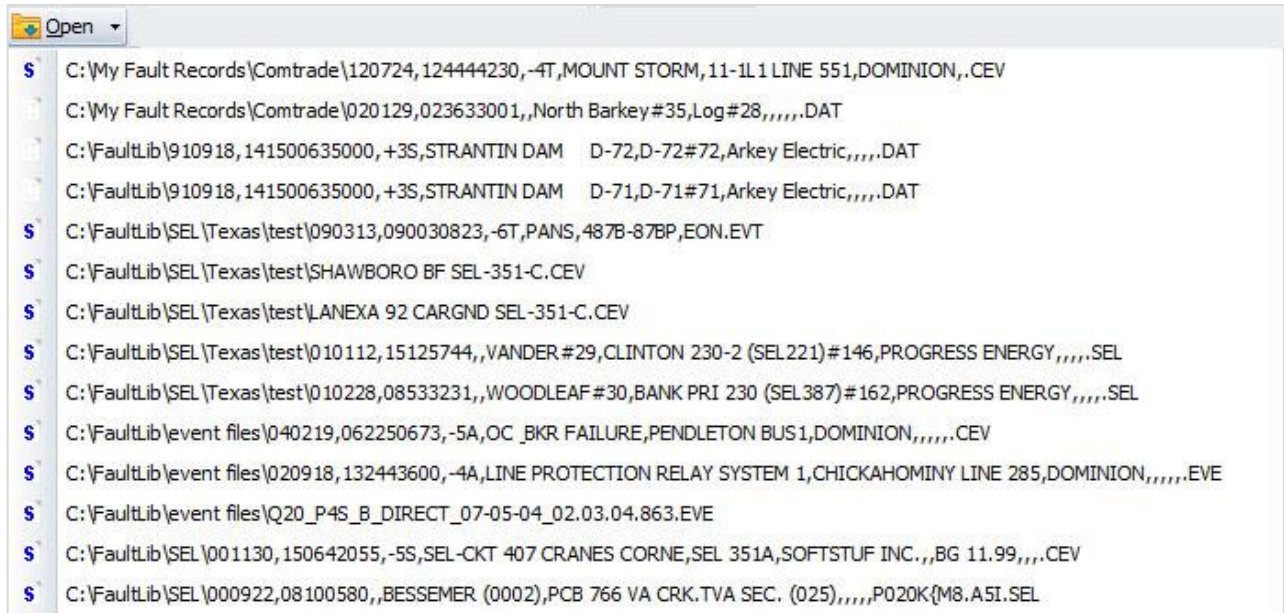 Open
S C:\My Fault Records\Comtrade\120724,124444230,-4T,MOUNT STORM,11-1L1 LINE 551,DOMINION,.CEV
C:\My Fault Records\Comtrade\020129,023633001,,North Barkey#35,Log#28,,,,,.DAT
C:\FaultLib\910918,141500635000,+3S,STRANTIN DAM    D-72,D-72#72,Arkey Electric,,,,.DAT
C:\FaultLib\910918,141500635000,+3S,STRANTIN DAM    D-71,D-71#71,Arkey Electric,,,,.DAT
S C:\FaultLib\SEL\Texas\test\090313,090030823,-6T,PANS,487B-87BP,EON.EVT
S C:\FaultLib\SEL\Texas\test\SHAWBORO BF SEL-351-C.CEV
S C:\FaultLib\SEL\Texas\test\LANEXA 92 CARGND SEL-351-C.CEV
S C:\FaultLib\SEL\Texas\test\010112,15125744,,VANDER#29,CLINTON 230-2 (SEL221)#146,PROGRESS ENERGY,,,,.SEL
S C:\FaultLib\SEL\Texas\test\010228,08533231,,WOODLEAF#30,BANK PRI 230 (SEL387)#162,PROGRESS ENERGY,,,,.SEL
S C:\FaultLib\event files\040219,062250673,-5A,OC _BKR FAILURE,PENDLETON BUS1,DOMINION,,,,,.CEV
S C:\FaultLib\event files\020918,132443600,-4A,LINE PROTECTION RELAY SYSTEM 1,CHICKAHOMINY LINE 285,DOMINION,,,,,.EVE
S C:\FaultLib\event files\Q20_P4S_B_DIRECT_07-05-04_02.03.04.863.EVE
S C:\FaultLib\SEL\001130,150642055,-5S,SEL-CKT 407 CRANES CORNE,SEL 351A,SOFTSTUF INC.,,BG 11.99,,,.CEV
S C:\FaultLib\SEL\000922,08100580,,BESSEMER (0002),PCB 766 VA CRK.TVA SEC. (025),,,,,P020K{M8.A5I.SEL